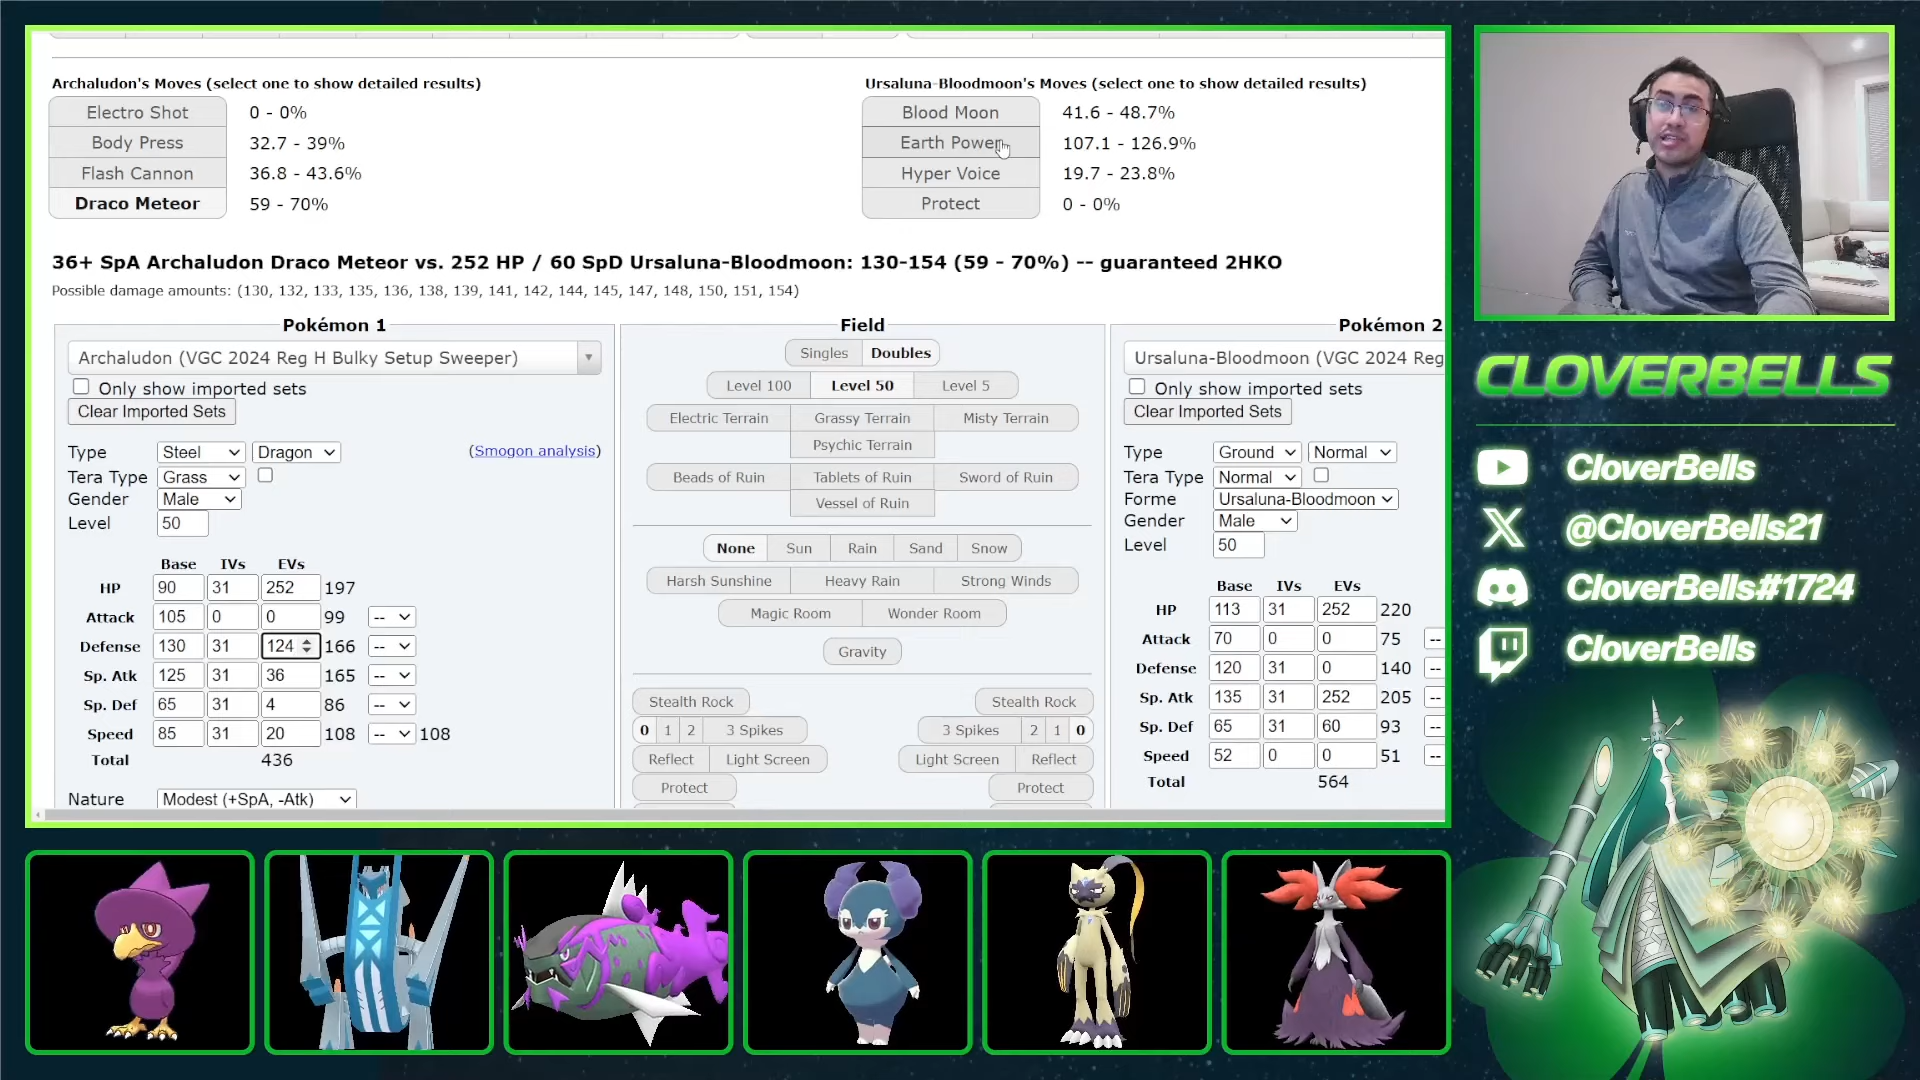 Archaludon's Moves (select one to show detailed results)
Electro Shot 0 - 0%
Body Press 32.7 - 39%
Flash Cannon 36.8 - 43.6%
Draco Meteor 59 - 70%
Ursaluna-Bloodmoon's Moves (select one to show detailed results)
Blood Moon 41.6 - 48.7%
Earth Power 107.1 - 126.9%
Hyper Voice 19.7 - 23.8%
Protect 0 - 0%
36+ SpA Archaludon Draco Meteor vs. 252 HP / 60 SpD Ursaluna-Bloodmoon: 130-154 (59 - 70%) -- guaranteed 2HKO
Possible damage amounts: (130, 132, 133, 135, 136, 138, 139, 141, 142, 144, 145, 147, 148, 150, 151, 154)
Pokémon 1
Archaludon (VGC 2024 Reg H Bulky Setup Sweeper)
Only show imported sets
Clear Imported Sets
Type Steel Dragon (Smogon analysis)
Tera Type Grass
Gender Male
Level 50
Base IVs EVs
HP 90 31 252 197
Attack 105 0 0 99 --
Defense 130 31 124 166 --
Sp. Atk 125 31 36 165 --
Sp. Def 65 31 4 86 --
Speed 85 31 20 108 -- 108
Total 436
Nature Modest (+SpA, -Atk)
Field
Singles Doubles
Level 100 Level 50 Level 5
Electric Terrain Grassy Terrain Misty Terrain
Psychic Terrain
Beads of Ruin Tablets of Ruin Sword of Ruin
Vessel of Ruin
None Sun Rain Sand Snow
Harsh Sunshine Heavy Rain Strong Winds
Magic Room Wonder Room
Gravity
Stealth Rock Stealth Rock
0 1 2 3 Spikes 3 Spikes 2 1 0
Reflect Light Screen Light Screen Reflect
Protect Protect
Pokémon 2
Ursaluna-Bloodmoon (VGC 2024 Reg
Only show imported sets
Clear Imported Sets
Type Ground Normal
Tera Type Normal
Forme Ursaluna-Bloodmoon
Gender Male
Level 50
Base IVs EVs
HP 113 31 252 220
Attack 70 0 0 75 --
Defense 120 31 0 140 --
Sp. Atk 135 31 252 205 --
Sp. Def 65 31 60 93 --
Speed 52 0 0 51 --
Total 564
CLOVERBELLS
CloverBells
@CloverBells21
CloverBells#1724
CloverBells